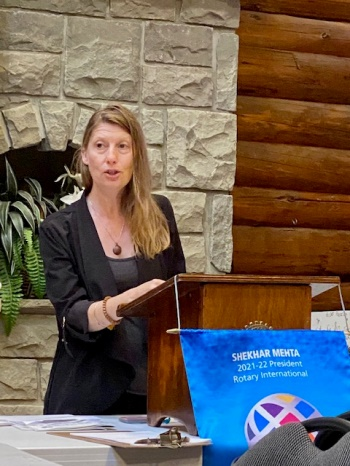 SHEKHAR MEHTA
2021-22 President
Rotary International